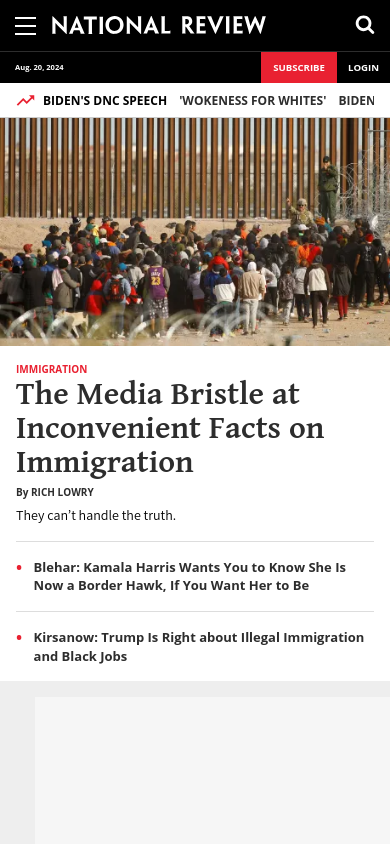 NATIONAL REVIEW
Aug. 20, 2024
SUBSCRIBE
LOGIN
BIDEN'S DNC SPEECH 'WOKENESS FOR WHITES' BIDEN
23
IMMIGRATION
The Media Bristle at
Inconvenient Facts on
Immigration
By RICH LOWRY
They can’t handle the truth.
• Blehar: Kamala Harris Wants You to Know She Is
Now a Border Hawk, If You Want Her to Be
• Kirsanow: Trump Is Right about Illegal Immigration
and Black Jobs